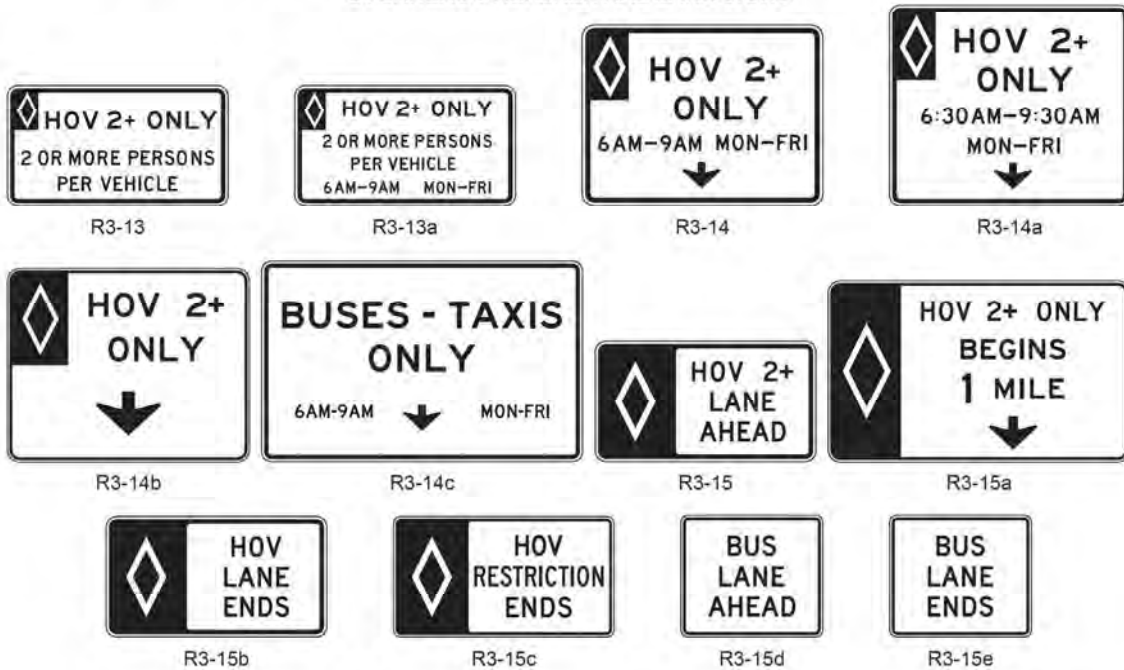 HOV 2+ ONLY
2 OR MORE PERSONS
PER VEHICLE
R3-13
HOV 2+ ONLY
2 OR MORE PERSONS
PER VEHICLE
6AM-9AM MON-FRI
R3-13a
HOV 2+
ONLY
6AM-9AM MON-FRI
R3-14
HOV 2+
ONLY
6:30AM-9:30AM
MON-FRI
R3-14a
HOV 2+
ONLY
R3-14b
BUSES - TAXIS
ONLY
6AM-9AM MON-FRI
R3-14c
HOV 2+
LANE
AHEAD
R3-15
HOV 2+ ONLY
BEGINS
1 MILE
R3-15a
HOV
LANE
ENDS
R3-15b
HOV
RESTRICTION
ENDS
R3-15c
BUS
LANE
AHEAD
R3-15d
BUS
LANE
ENDS
R3-15e